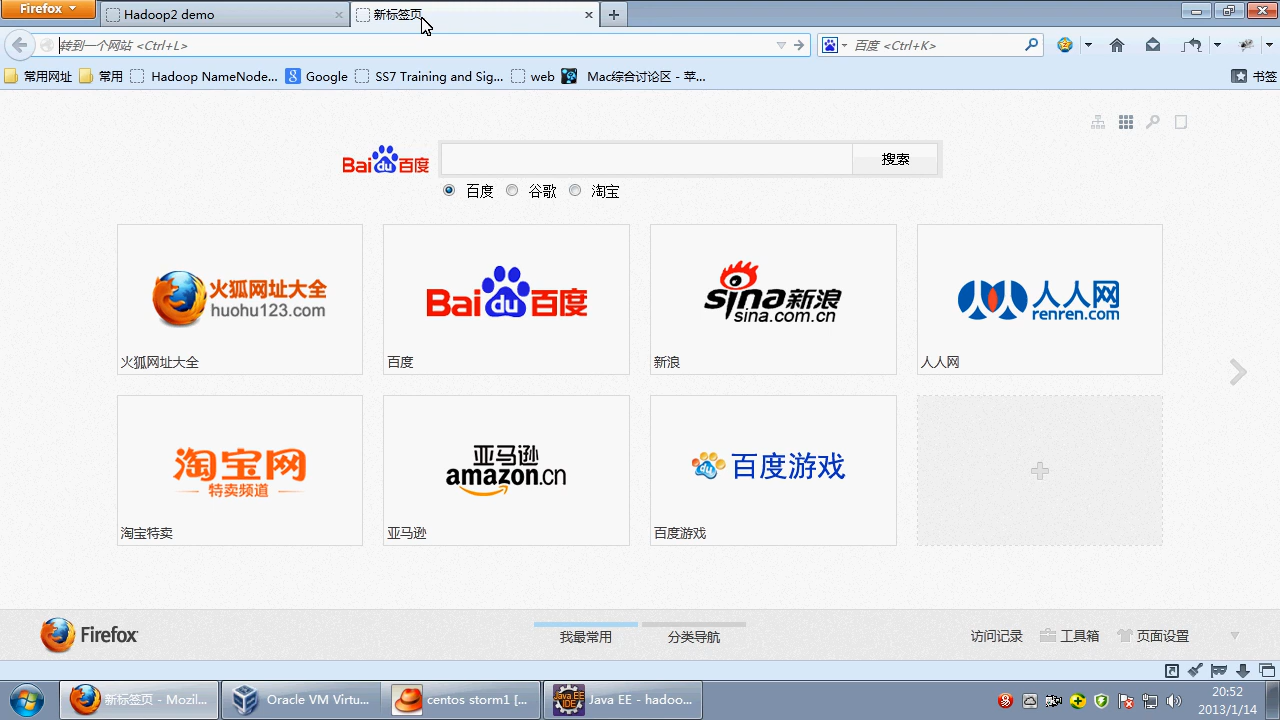 Firefox
Hadoop2 demo
新标签页
转到一个网站 <Ctrl+L>
百度 <Ctrl+K>
常用网址
常用
Hadoop NameNode...
Google
SS7 Training and Sig...
web
Mac综合讨论区 - 苹...
书签
Bai du 百度
搜索
百度
谷歌
淘宝
火狐网址大全
huohu123.com
火狐网址大全
Bai du 百度
百度
sina新浪
sina.com.cn
新浪
人人网
renren.com
人人网
淘宝网
特卖频道
淘宝特卖
亚马逊
amazon.cn
亚马逊
du 百度游戏
百度游戏
Firefox
我最常用
分类导航
访问记录
工具箱
页面设置
新标签页 - Mozil...
Oracle VM Virtu...
centos storm1 [...
Java EE IDE
Java EE - hadoo...
20:52
2013/1/14